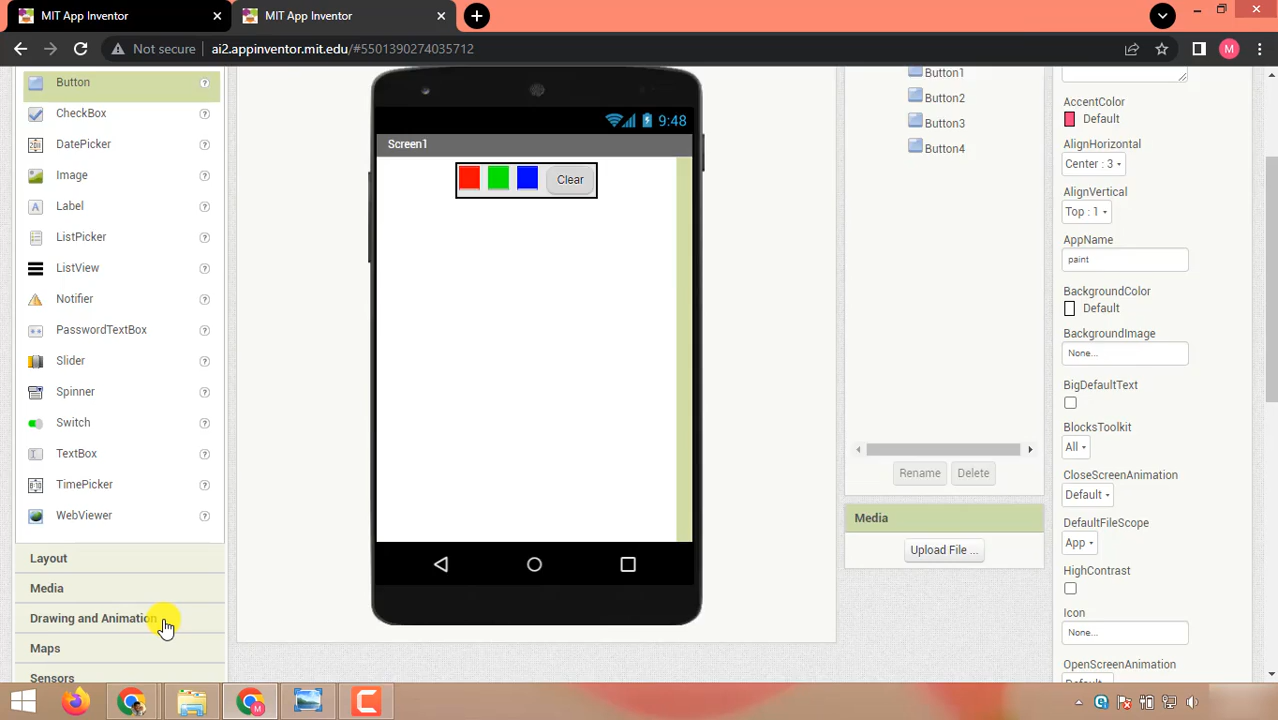 MIT App Inventor
MIT App Inventor
Not secure
ai2.appinventor.mit.edu/#5501390274035712
M
Button
?
CheckBox
?
DatePicker
?
Image
?
Label
?
ListPicker
?
ListView
?
Notifier
?
PasswordTextBox
?
Slider
?
Spinner
?
Switch
?
TextBox
?
TimePicker
?
WebViewer
?
Layout
Media
Drawing and Animation
Maps
Sensors
9:48
Screen1
Clear
Button1
Button2
Button3
Button4
Rename
Delete
Media
Upload File ...
AccentColor
Default
AlignHorizontal
Center : 3
AlignVertical
Top : 1
AppName
paint
BackgroundColor
Default
BackgroundImage
None...
BigDefaultText
BlocksToolkit
All
CloseScreenAnimation
Default
DefaultFileScope
App
HighContrast
Icon
None...
OpenScreenAnimation
Default